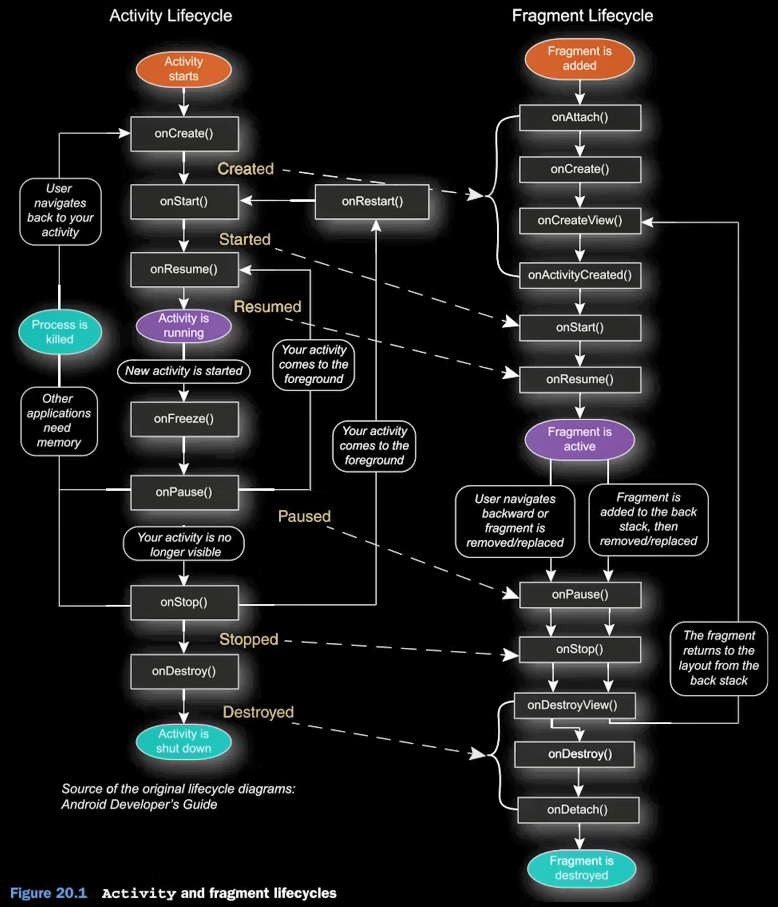 Activity Lifecycle
Fragment Lifecycle
Activity
starts
onCreate()
Created
User
navigates
back to your
activity
onStart()
onRestart()
Started
onResume()
Resumed
Process is
killed
Activity is
running
New activity is started
Your activity
comes to the
foreground
Other
applications
need
memory
onFreeze()
Your activity
comes to the
foreground
onPause()
Paused
Your activity is no
longer visible
onStop()
Stopped
onDestroy()
Destroyed
Activity is
shut down
Source of the original lifecycle diagrams:
Android Developer's Guide
Fragment is
added
onAttach()
onCreate()
onCreateView()
onActivityCreated()
onStart()
onResume()
Fragment is
active
User navigates
backward or
fragment is
removed/replaced
Fragment is
added to the back
stack, then
removed/replaced
onPause()
onStop()
The fragment
returns to the
layout from the
back stack
onDestroyView()
onDestroy()
onDetach()
Fragment is
destroyed
Figure 20.1 Activity and fragment lifecycles